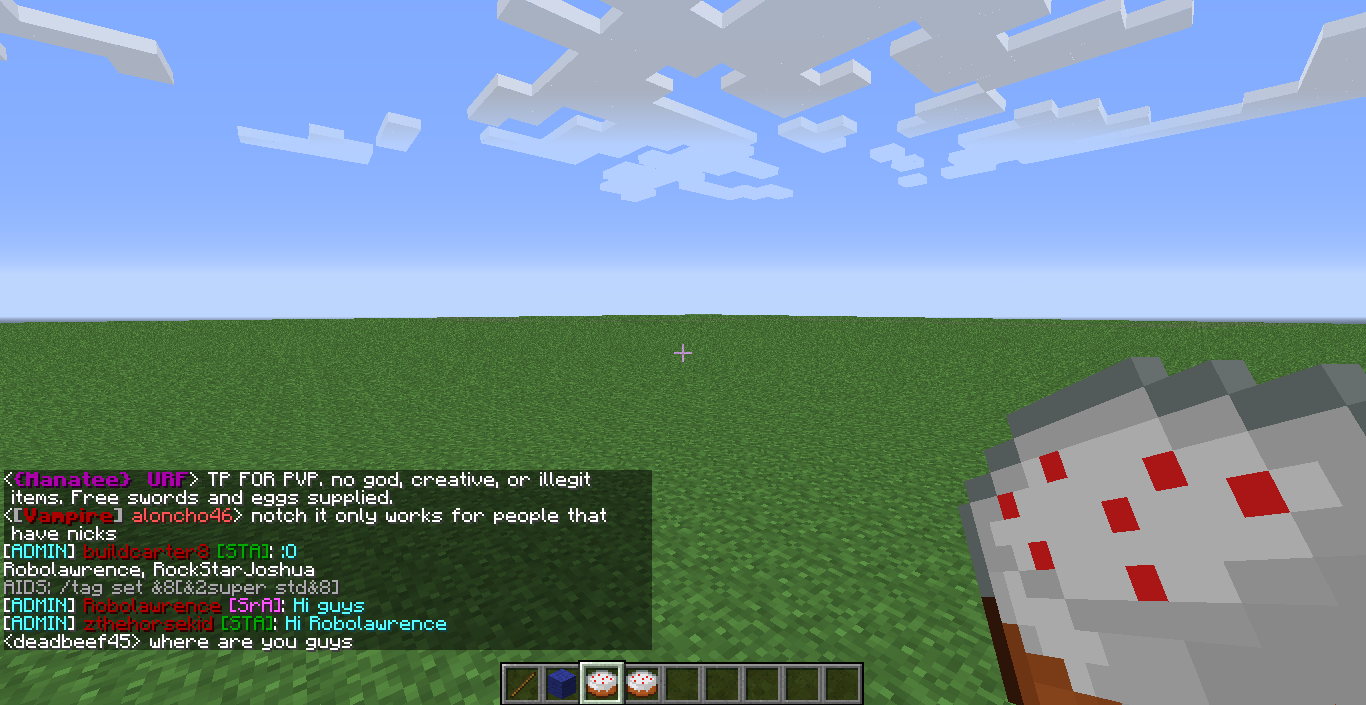 <{Manatee} URF> TP FOR PVP. no god, creative, or illegit
items. Free swords and eggs supplied.
<[Vampire] aloncho46> notch it only works for people that
have nicks
[ADMIN] buildcarter8 [STA]: :O
Robolawrence, RockStarJoshua
AIDS: /tag set &8[&2super std&8]
[ADMIN] Robolawrence [SrA]: Hi guys
[ADMIN] zthehorsekid [STA]: Hi Robolawrence
<deadbeef45> where are you guys